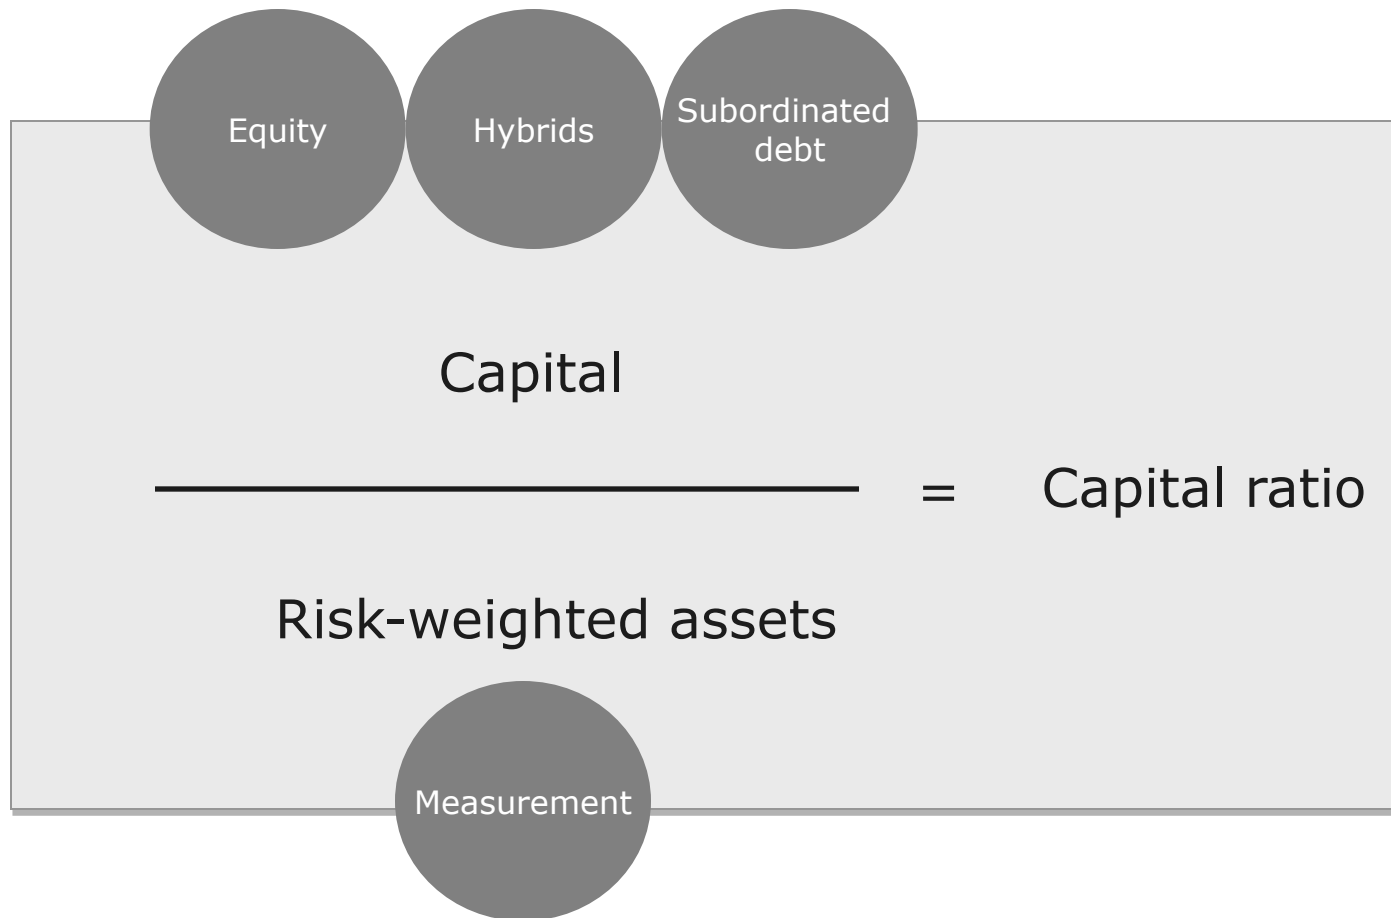 Equity
Hybrids
Subordinated
debt
Capital
= Capital ratio
Risk-weighted assets
Measurement